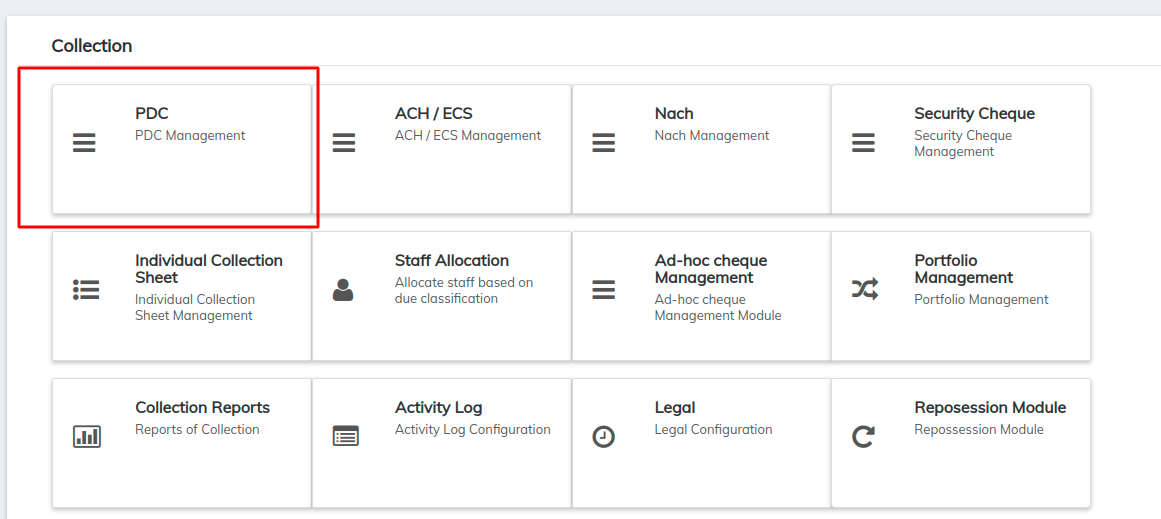 Collection
PDC
PDC Management
ACH / ECS
ACH / ECS Management
Nach
Nach Management
Security Cheque
Security Cheque
Management
Individual Collection
Sheet
Individual Collection
Sheet Management
Staff Allocation
Allocate staff based on
due classification
Ad-hoc cheque
Management
Ad-hoc cheque
Management Module
Portfolio
Management
Portfolio Management
Collection Reports
Reports of Collection
Activity Log
Activity Log Configuration
Legal
Legal Configuration
Reposession Module
Repossession Module